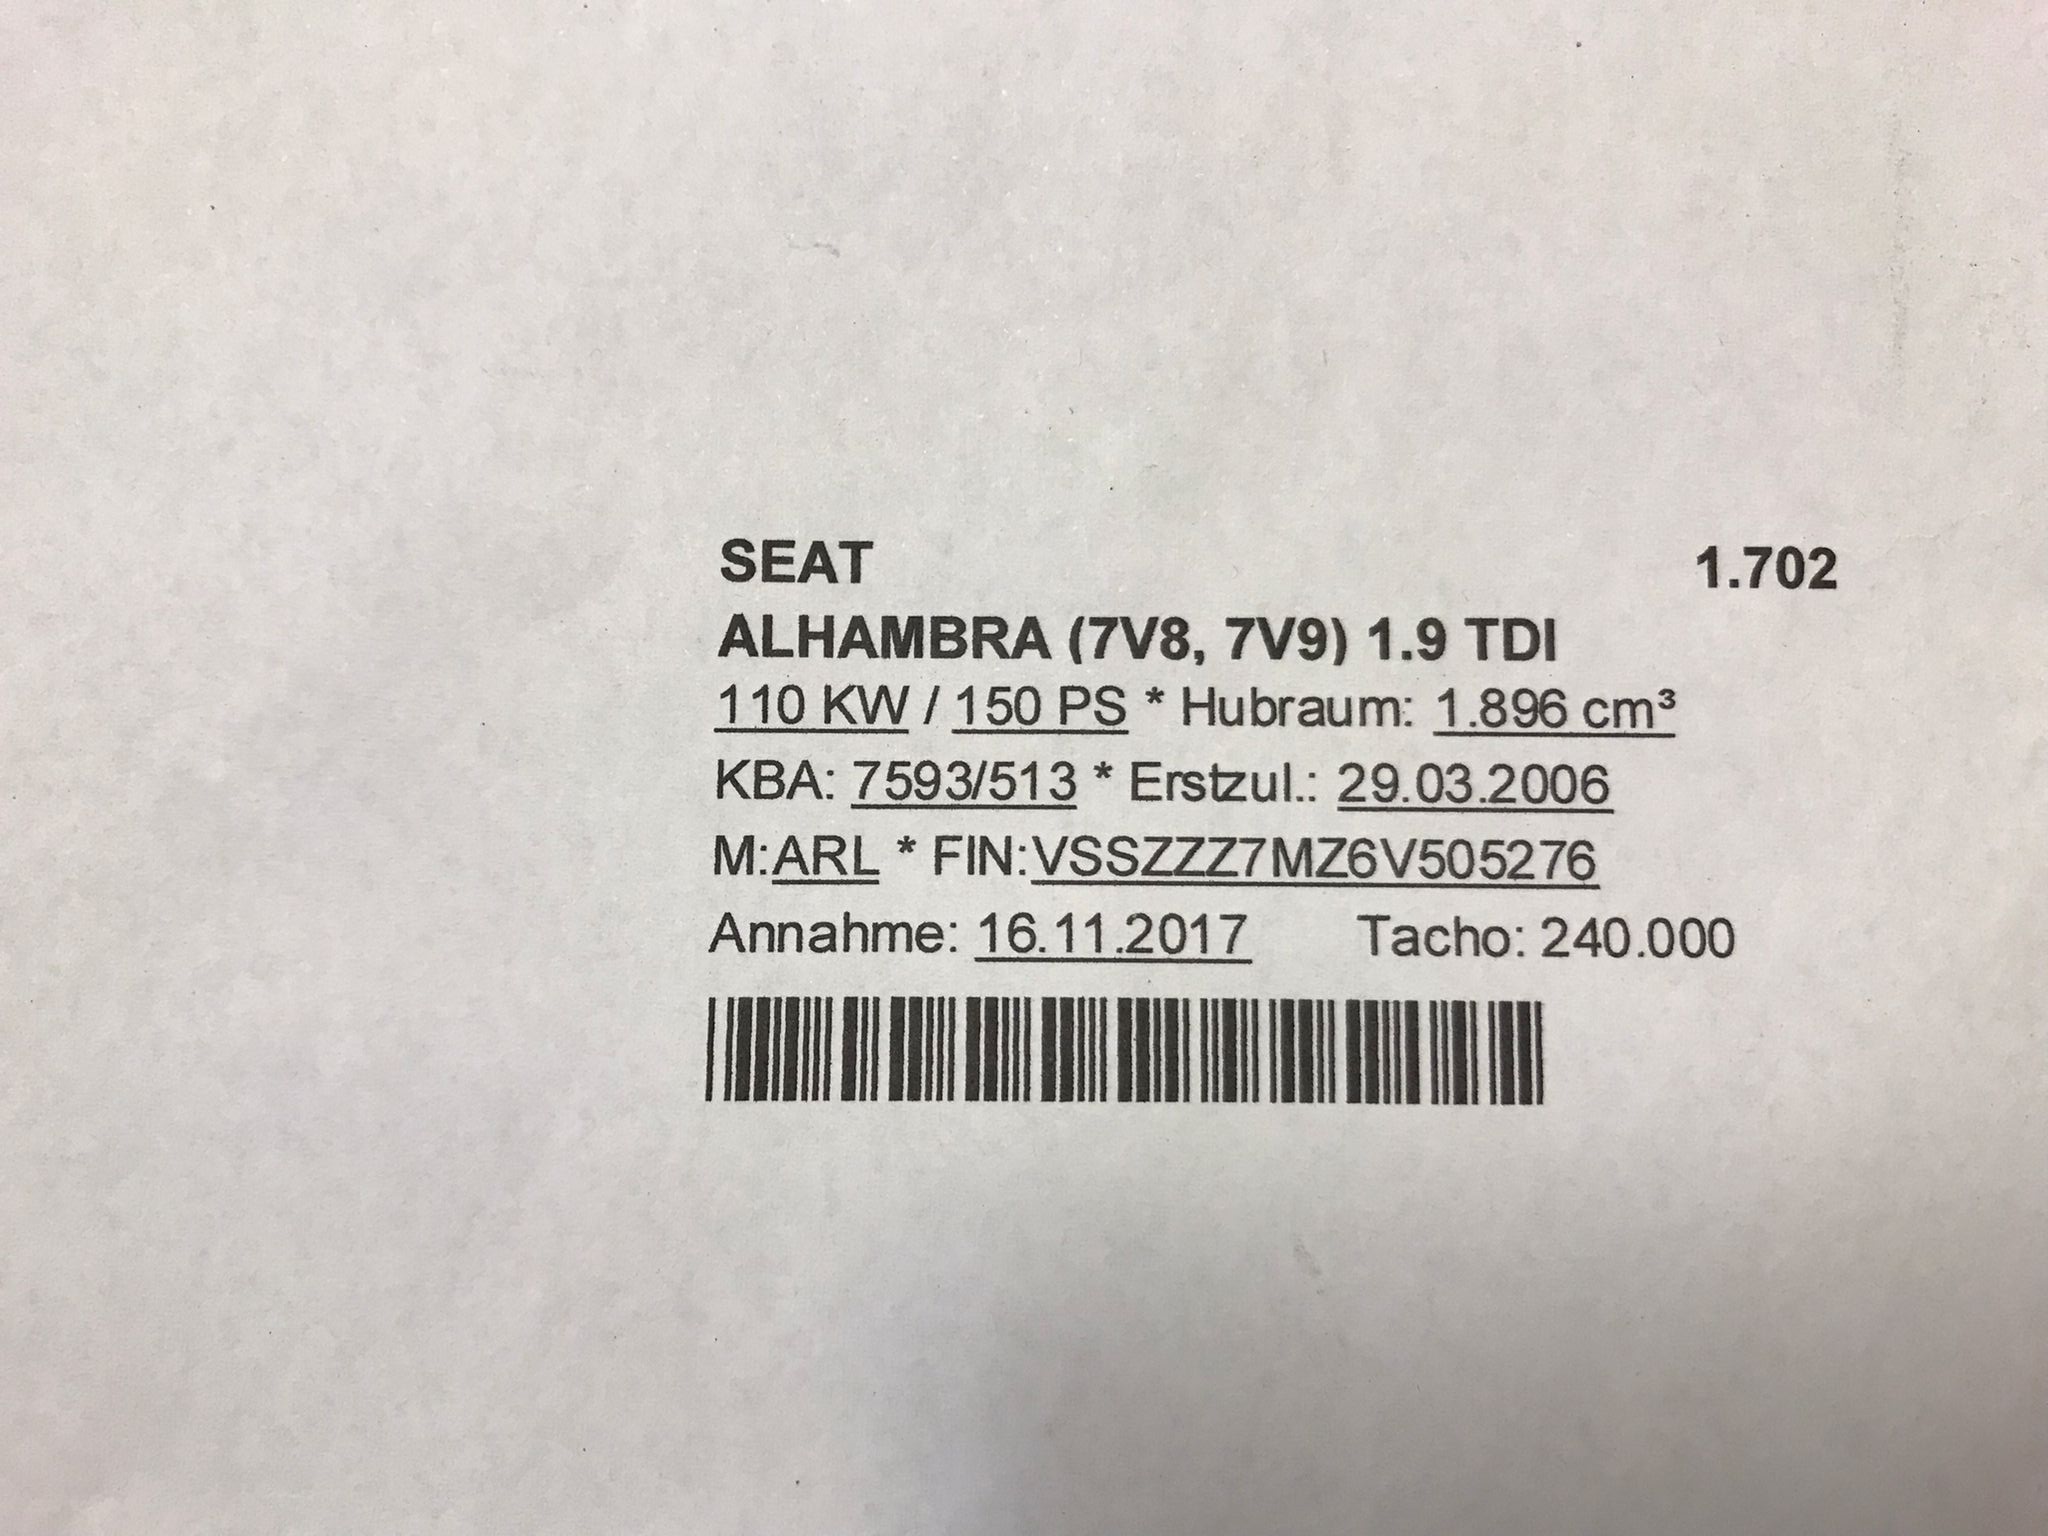 SEAT 1.702
ALHAMBRA (7V8, 7V9) 1.9 TDI
110 KW / 150 PS * Hubraum: 1.896 cm³
KBA: 7593/513 * Erstzul.: 29.03.2006
M:ARL * FIN:VSSZZZ7MZ6V505276
Annahme: 16.11.2017 Tacho: 240.000